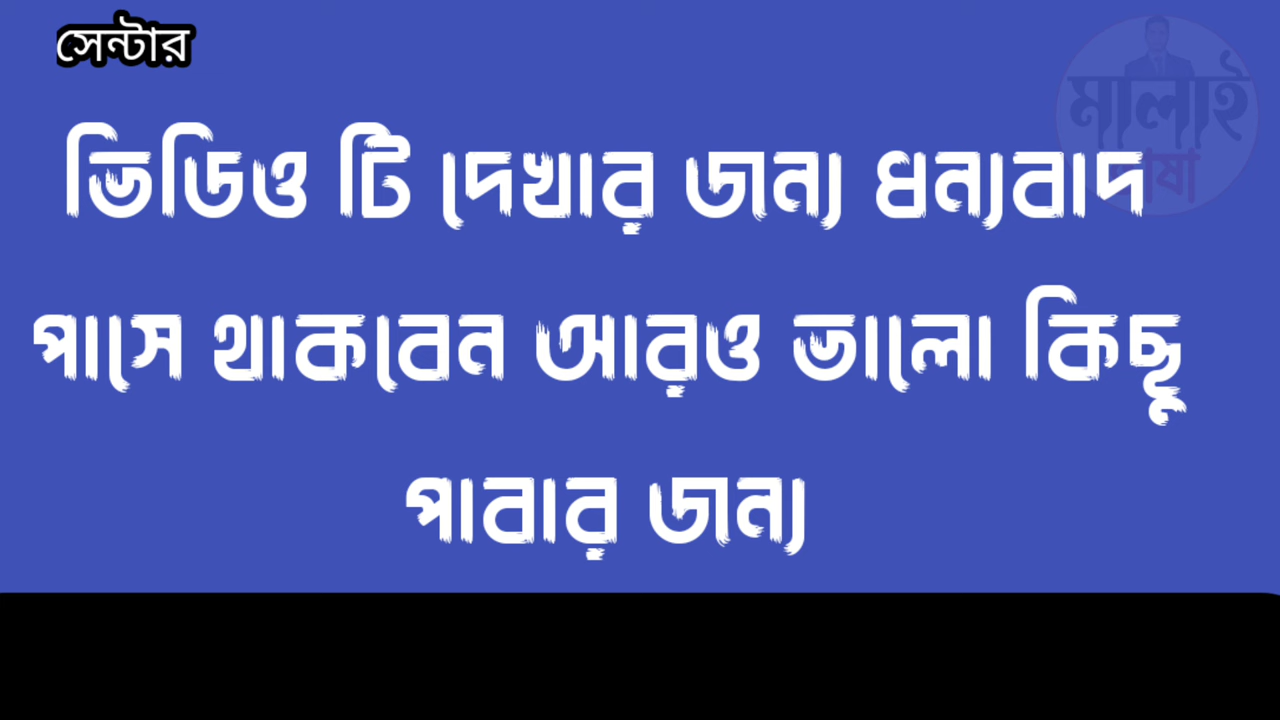 সেন্টার
মালাই
ভিডিও টি দেখার জন্য ধন্যবাদ
পাসে থাকবেন আরও ভালো কিছু
পাবার জন্য